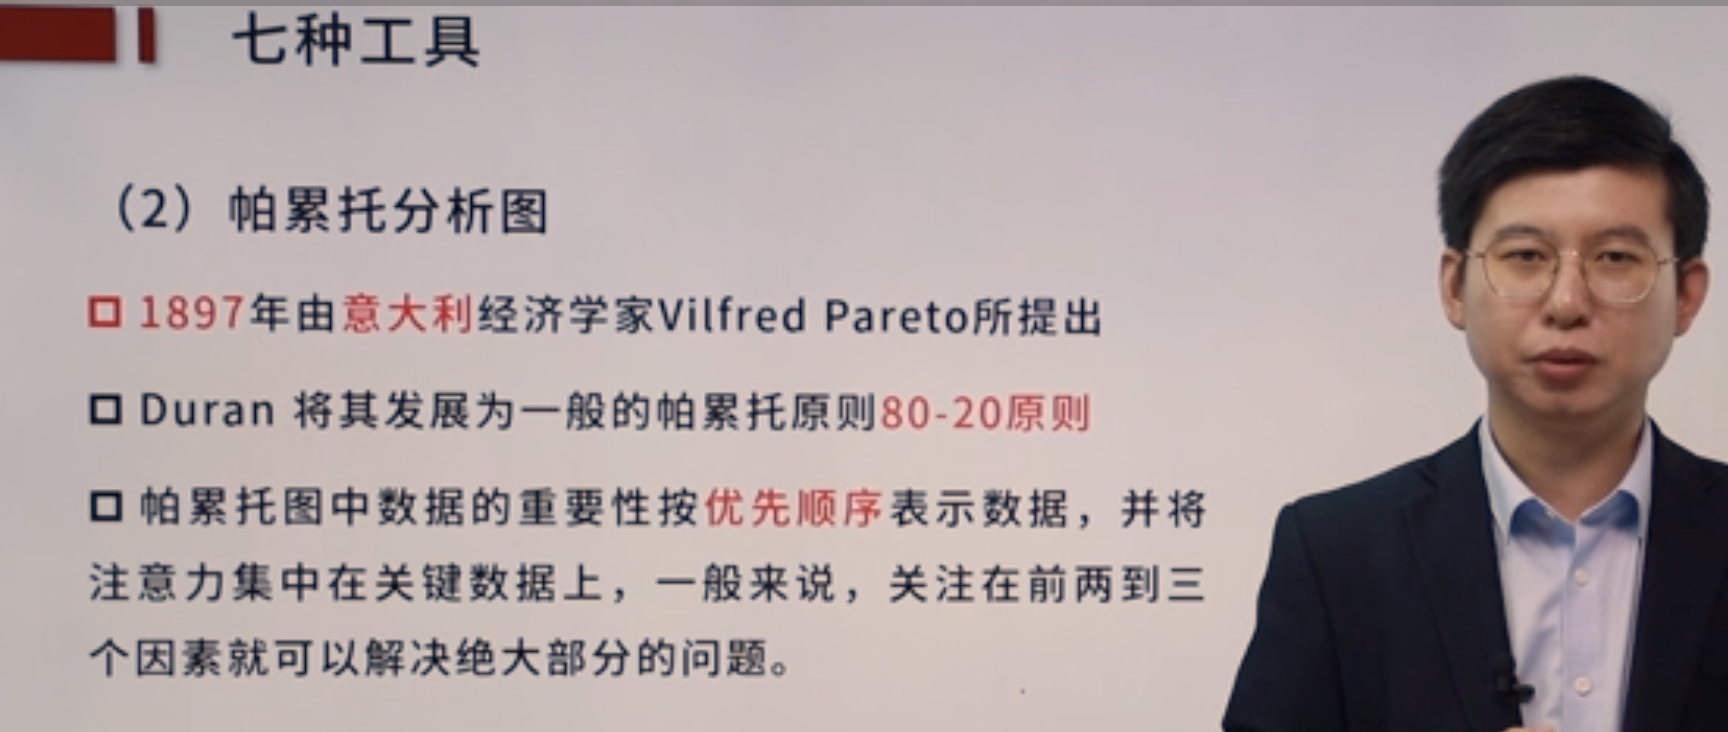 七种工具
（2）帕累托分析图
1897年由意大利经济学家Vilfred Pareto所提出
Duran 将其发展为一般的帕累托原则80-20原则
帕累托图中数据的重要性按优先顺序表示数据，并将
注意力集中在关键数据上，一般来说，关注在前两到三
个因素就可以解决绝大部分的问题。